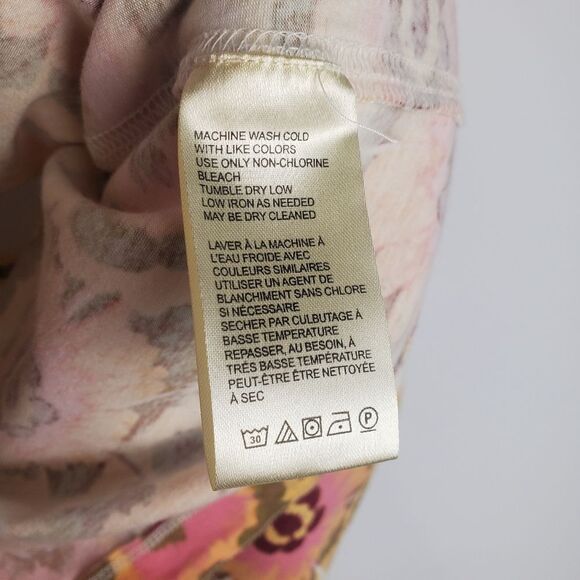 MACHINE WASH COLD
WITH LIKE COLORS
USE ONLY NON-CHLORINE
BLEACH
TUMBLE DRY LOW
LOW IRON AS NEEDED
MAY BE DRY CLEANED
LAVER À LA MACHINE À
L'EAU FROIDE AVEC
COULEURS SIMILAIRES
UTILISER UN AGENT DE
BLANCHIMENT SANS CHLORE
SI NÉCESSAIRE
SECHER PAR CULBUTAGE À
BASSE TEMPERATURE
REPASSER, AU BESOIN, À
TRÈS BASSE TEMPÉRATURE
PEUT-ÊTRE ÊTRE NETTOYÉE
À SEC
30 P